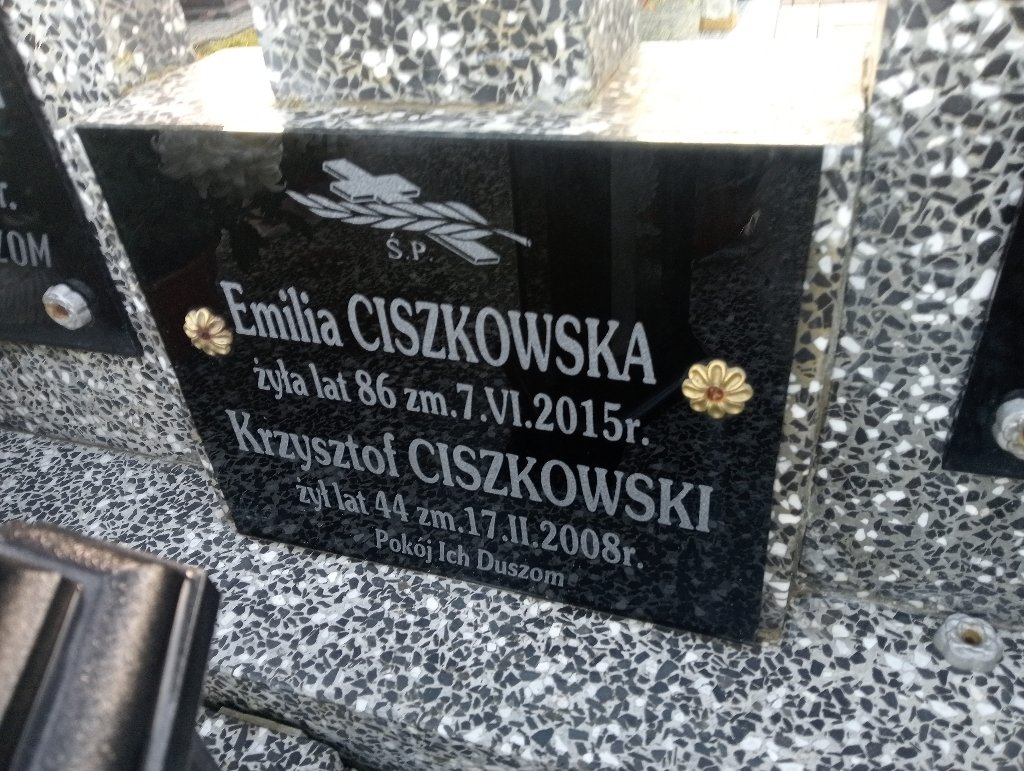 r.
Ś.P.
Emilia CISZKOWSKA
żyła lat 86 zm.7.VI.2015r.
Krzysztof CISZKOWSKI
żył lat 44 zm.17.II.2008r.
Pokój Ich Duszom